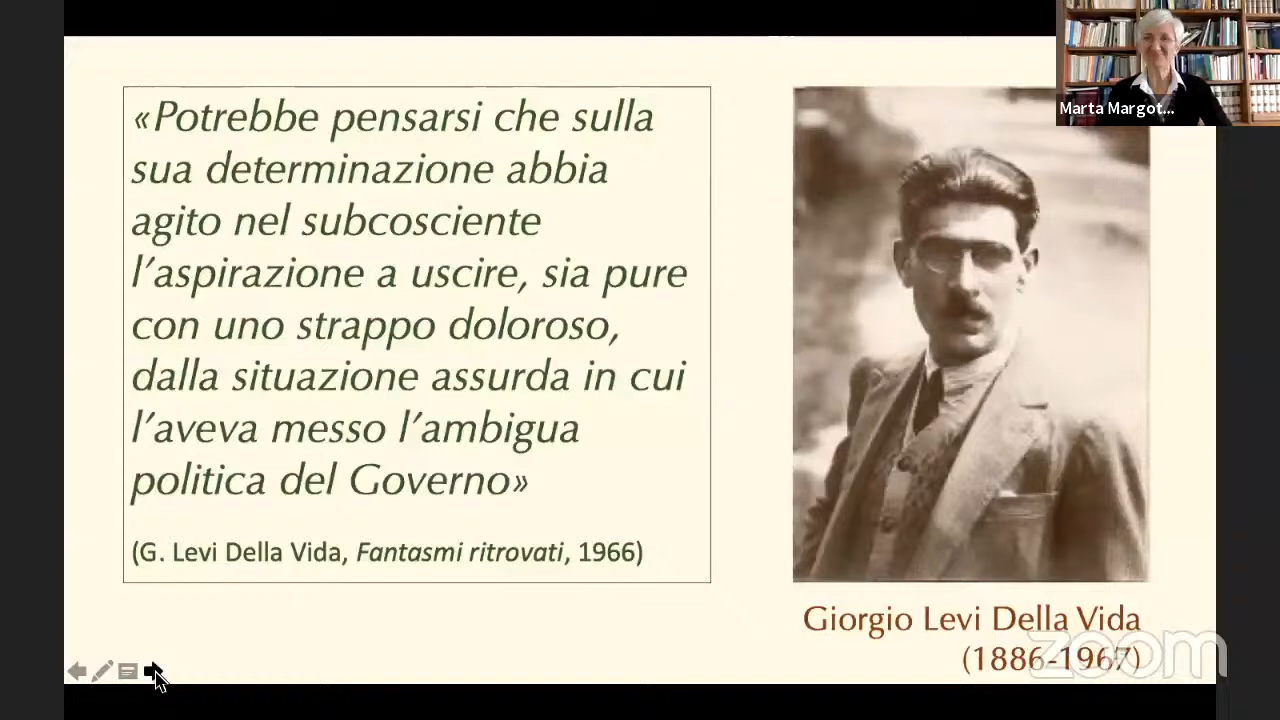 «Potrebbe pensarsi che sulla
sua determinazione abbia
agito nel subcosciente
l’aspirazione a uscire, sia pure
con uno strappo doloroso,
dalla situazione assurda in cui
l’aveva messo l’ambigua
politica del Governo»
(G. Levi Della Vida, Fantasmi ritrovati, 1966)
Marta Margot...
Giorgio Levi Della Vida
(1886-1967)
zoom